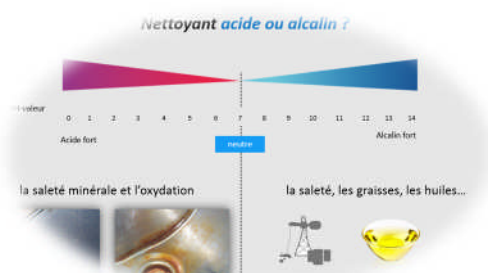 Nettoyant acide ou alcalin ?
valeur
0 1 2 3 4 5 6 7 8 9 10 11 12 13 14
Acide fort
Alcalin fort
neutre
la saleté minérale et l'oxydation
la saleté, les graisses, les huiles...